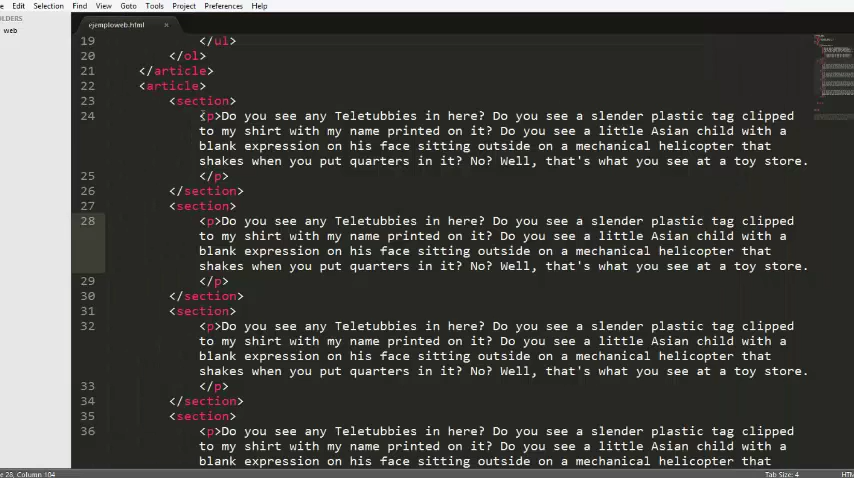 Edit Selection Find View Goto Tools Project Preferences Help
web
ejemploweb.html ×
19 </ul>
20 </ol>
21 </article>
22 <article>
23 <section>
24 <p>Do you see any Teletubbies in here? Do you see a slender plastic tag clipped
to my shirt with my name printed on it? Do you see a little Asian child with a
blank expression on his face sitting outside on a mechanical helicopter that
shakes when you put quarters in it? No? Well, that's what you see at a toy store.
25 </p>
26 </section>
27 <section>
28 <p>Do you see any Teletubbies in here? Do you see a slender plastic tag clipped
to my shirt with my name printed on it? Do you see a little Asian child with a
blank expression on his face sitting outside on a mechanical helicopter that
shakes when you put quarters in it? No? Well, that's what you see at a toy store.
29 </p>
30 </section>
31 <section>
32 <p>Do you see any Teletubbies in here? Do you see a slender plastic tag clipped
to my shirt with my name printed on it? Do you see a little Asian child with a
blank expression on his face sitting outside on a mechanical helicopter that
shakes when you put quarters in it? No? Well, that's what you see at a toy store.
33 </p>
34 </section>
35 <section>
36 <p>Do you see any Teletubbies in here? Do you see a slender plastic tag clipped
to my shirt with my name printed on it? Do you see a little Asian child with a
blank expression on his face sitting outside on a mechanical helicopter that
28, Column 104 Tab Size: 4